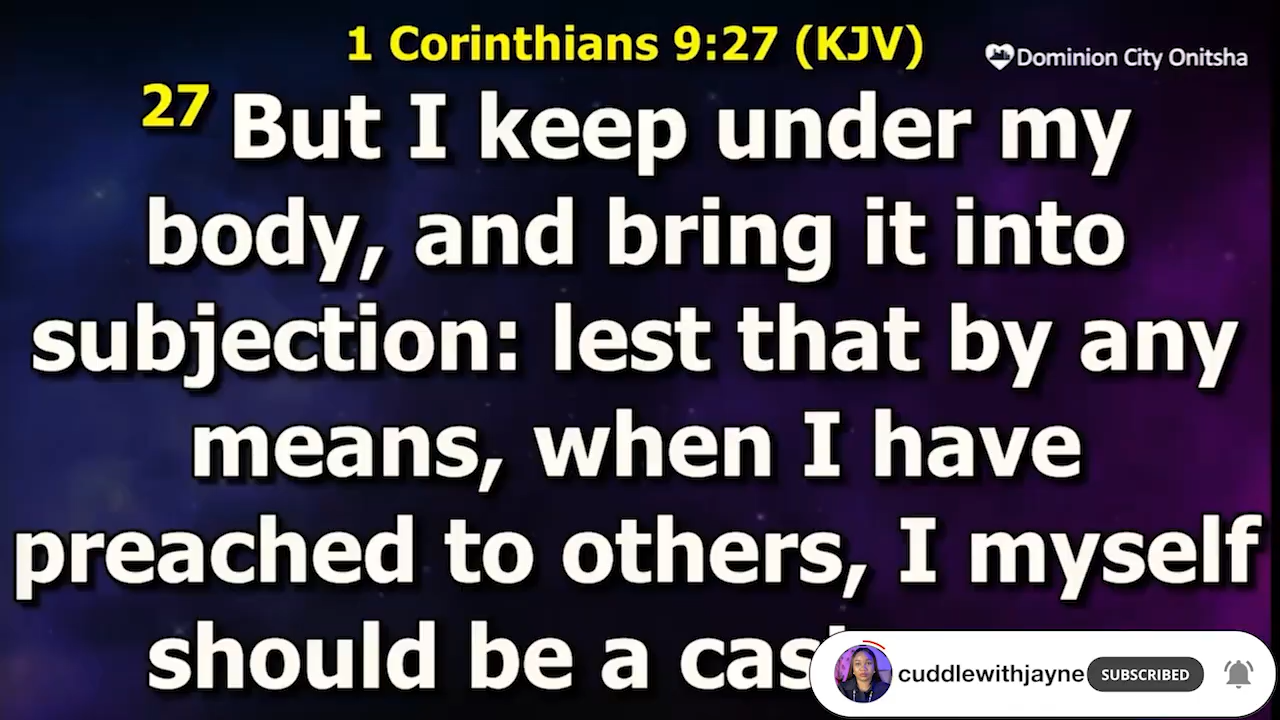 1 Corinthians 9:27 (KJV)
Dominion City Onitsha
27 But I keep under my
body, and bring it into
subjection: lest that by any
means, when I have
preached to others, I myself
should be a
cuddlewithjayne SUBSCRIBED